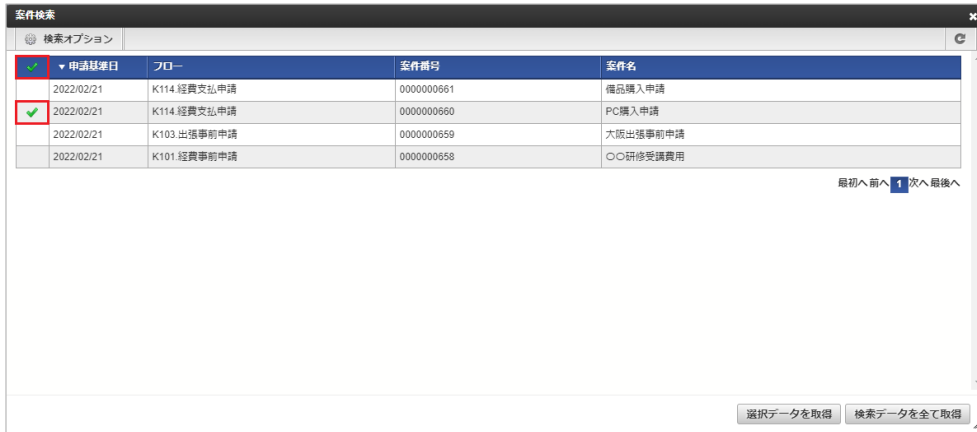 案件検索
検索オプション
▼ 申請基準日 フロー 案件番号 案件名
2022/02/21 K114.経費支払申請 0000000661 備品購入申請
2022/02/21 K114.経費支払申請 0000000660 PC購入申請
2022/02/21 K103.出張事前申請 0000000659 大阪出張事前申請
2022/02/21 K101.経費事前申請 0000000658 〇〇研修受講費用
最初へ 前へ 1 次へ 最後へ
選択データを取得 検索データを全て取得